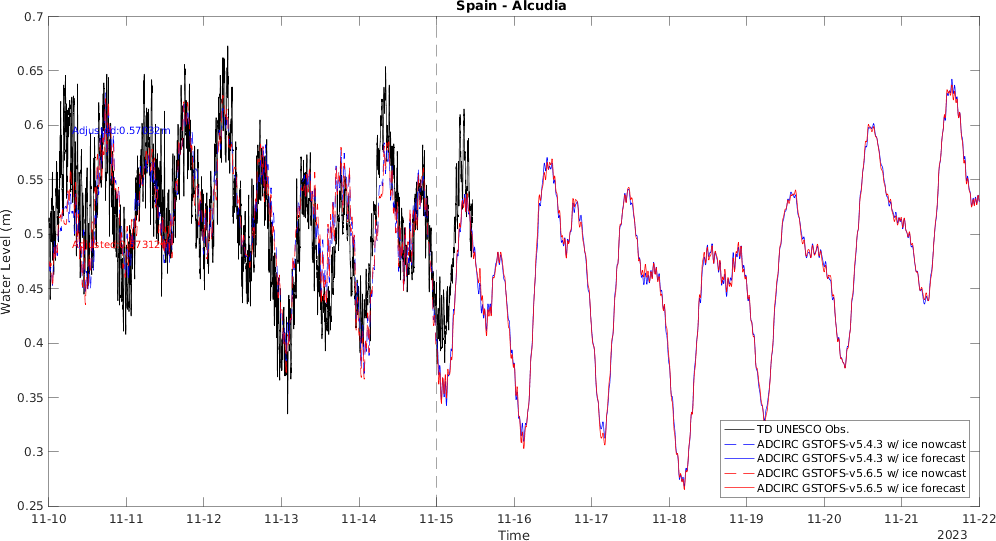 Spain - Alcudia
0.7
0.65
0.6
0.55
0.5
0.45
0.4
0.35
0.3
0.25
Water Level (m)
11-10 11-11 11-12 11-13 11-14 11-15 11-16 11-17 11-18 11-19 11-20 11-21 11-22
Time
2023
TD UNESCO Obs.
ADCIRC GSTOFS-v5.4.3 w/ ice nowcast
ADCIRC GSTOFS-v5.4.3 w/ ice forecast
ADCIRC GSTOFS-v5.6.5 w/ ice nowcast
ADCIRC GSTOFS-v5.6.5 w/ ice forecast